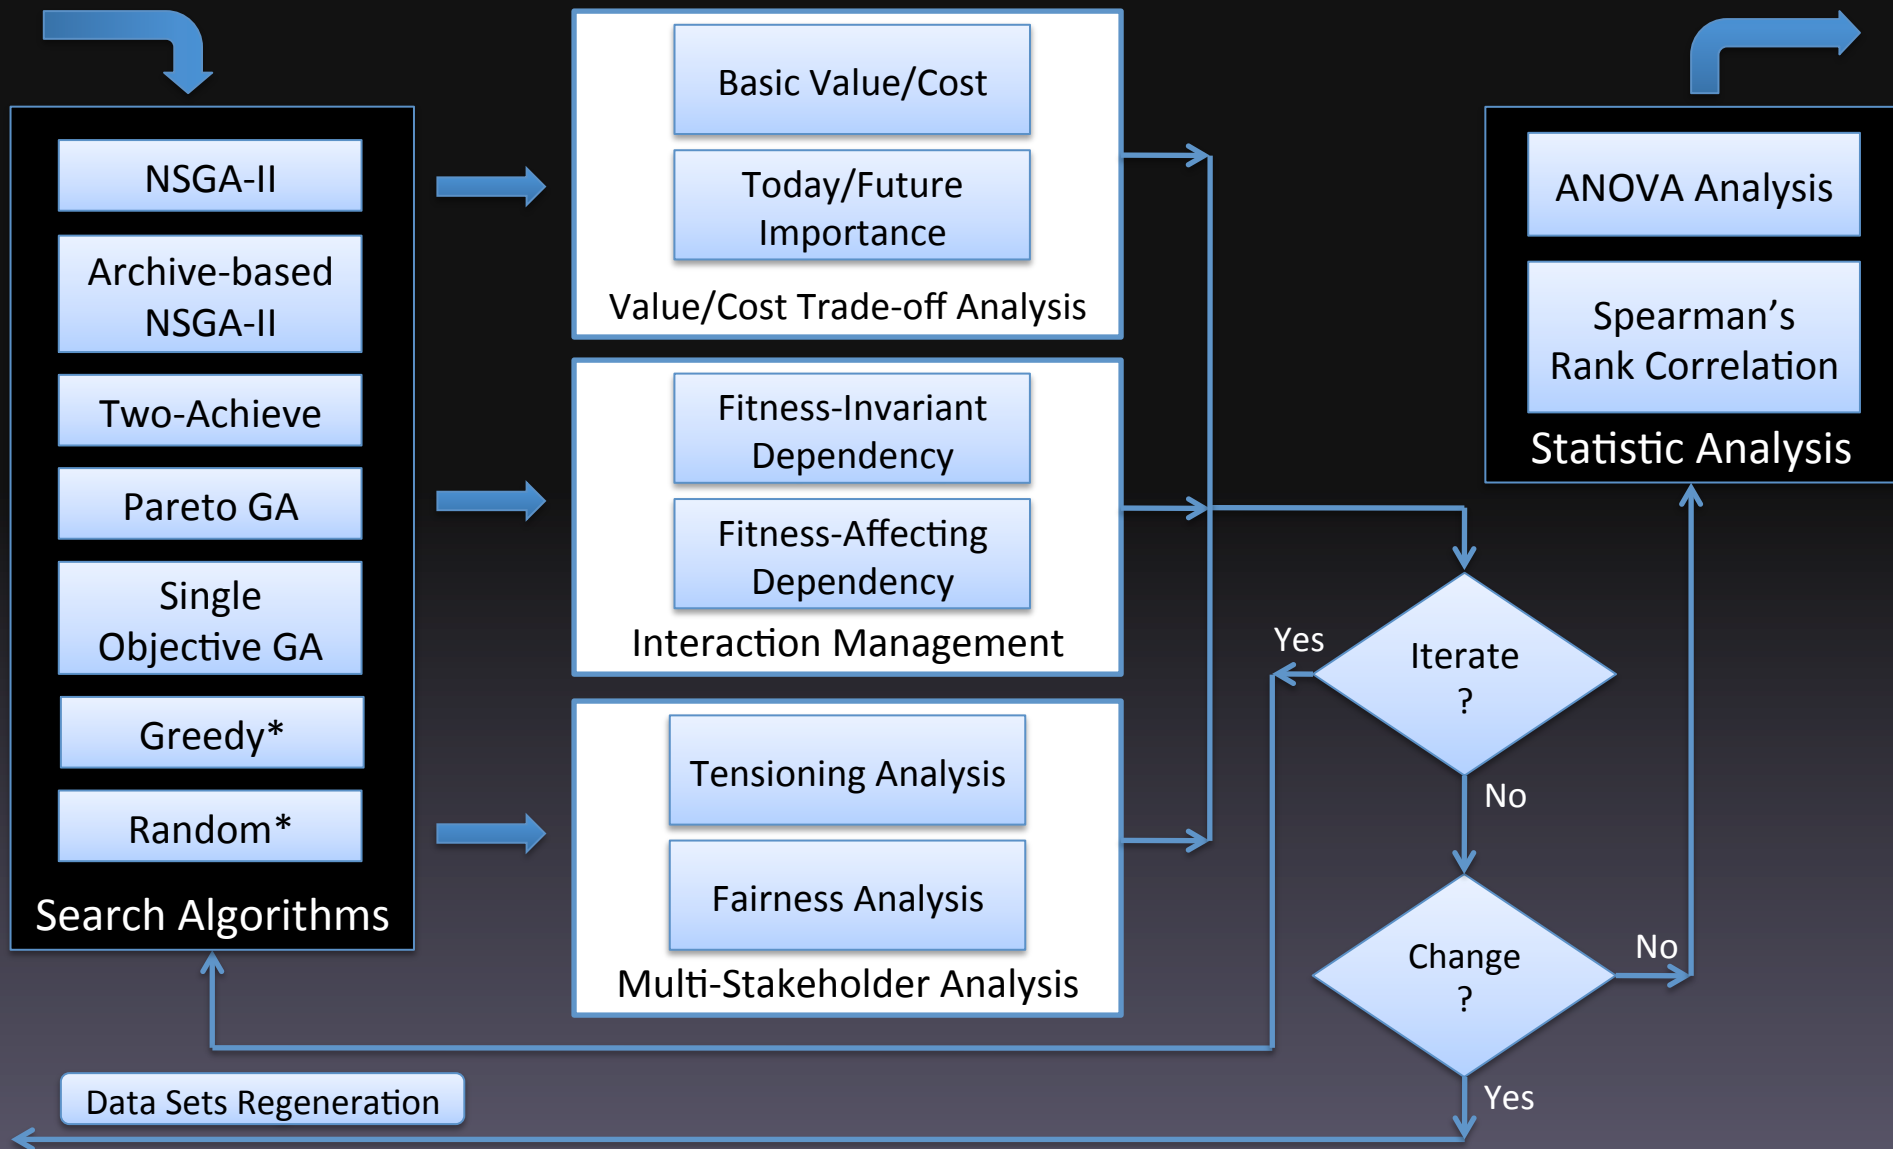 NSGA-II
Archive-based
NSGA-II
Two-Achieve
Pareto GA
Single
Objective GA
Greedy*
Random*
Search Algorithms
Basic Value/Cost
Today/Future
Importance
Value/Cost Trade-off Analysis
Fitness-Invariant
Dependency
Fitness-Affecting
Dependency
Interaction Management
Tensioning Analysis
Fairness Analysis
Multi-Stakeholder Analysis
ANOVA Analysis
Spearman’s
Rank Correlation
Statistic Analysis
Yes
Iterate
?
No
Change
?
No
Yes
Data Sets Regeneration